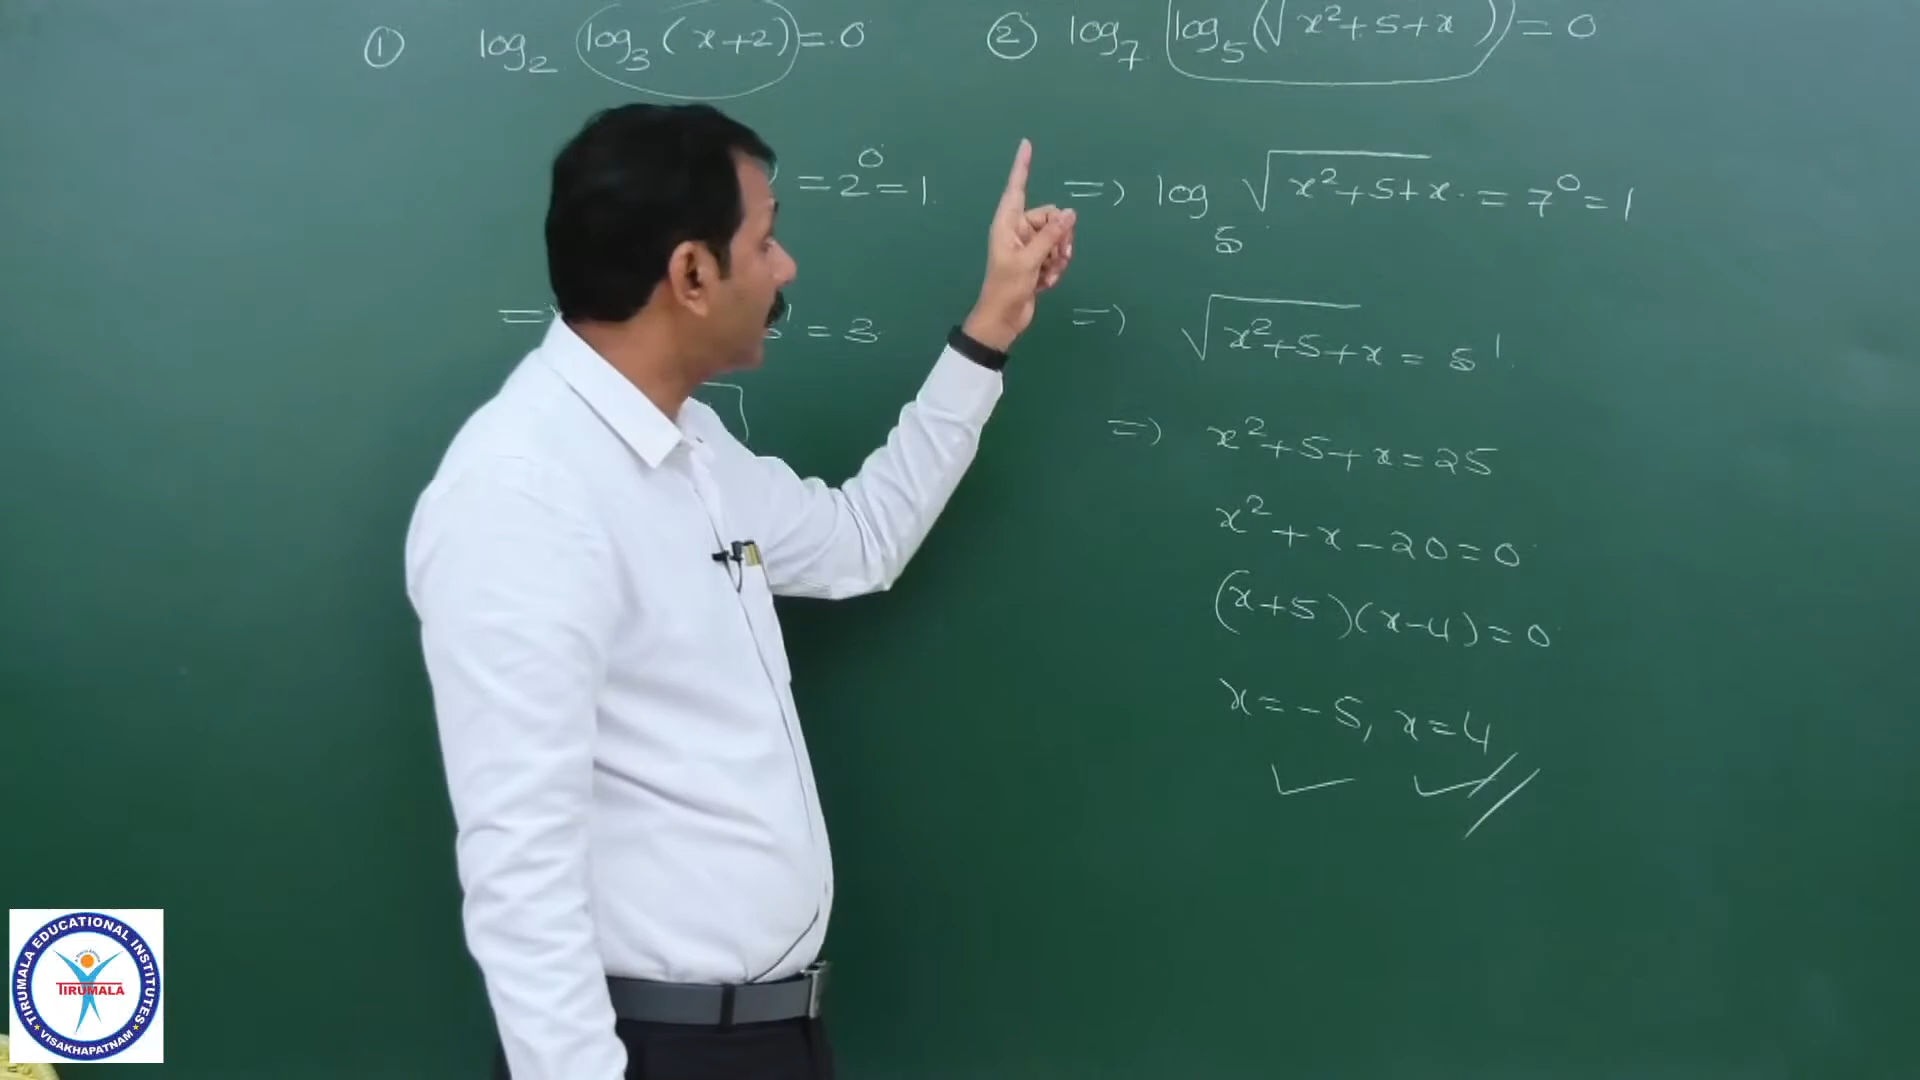 ① log₂ log₃(x+2)=0
= 2⁰ = 1.
=>
¹ = 3
② log₇ log₅(√x²+5+x) = 0
=> log₅ √x²+5+x = 7⁰ = 1
=> √x²+5+x = 5¹.
=> x²+5+x=25
x²+x-20=0
(x+5)(x-4)=0
x=-5, x=4
TIRUMALA EDUCATIONAL INSTITUTES
TIRUMALA
VISAKHAPATNAM